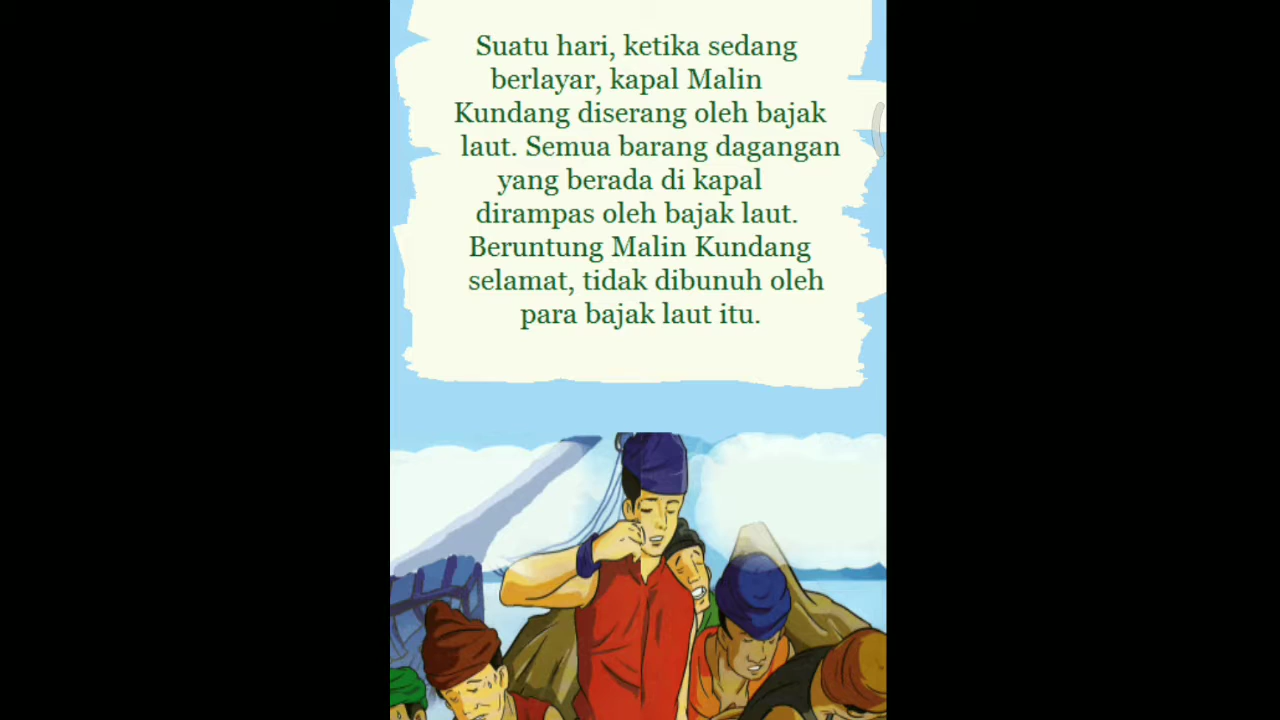 Suatu hari, ketika sedang
berlayar, kapal Malin
Kundang diserang oleh bajak
laut. Semua barang dagangan
yang berada di kapal
dirampas oleh bajak laut.
Beruntung Malin Kundang
selamat, tidak dibunuh oleh
para bajak laut itu.